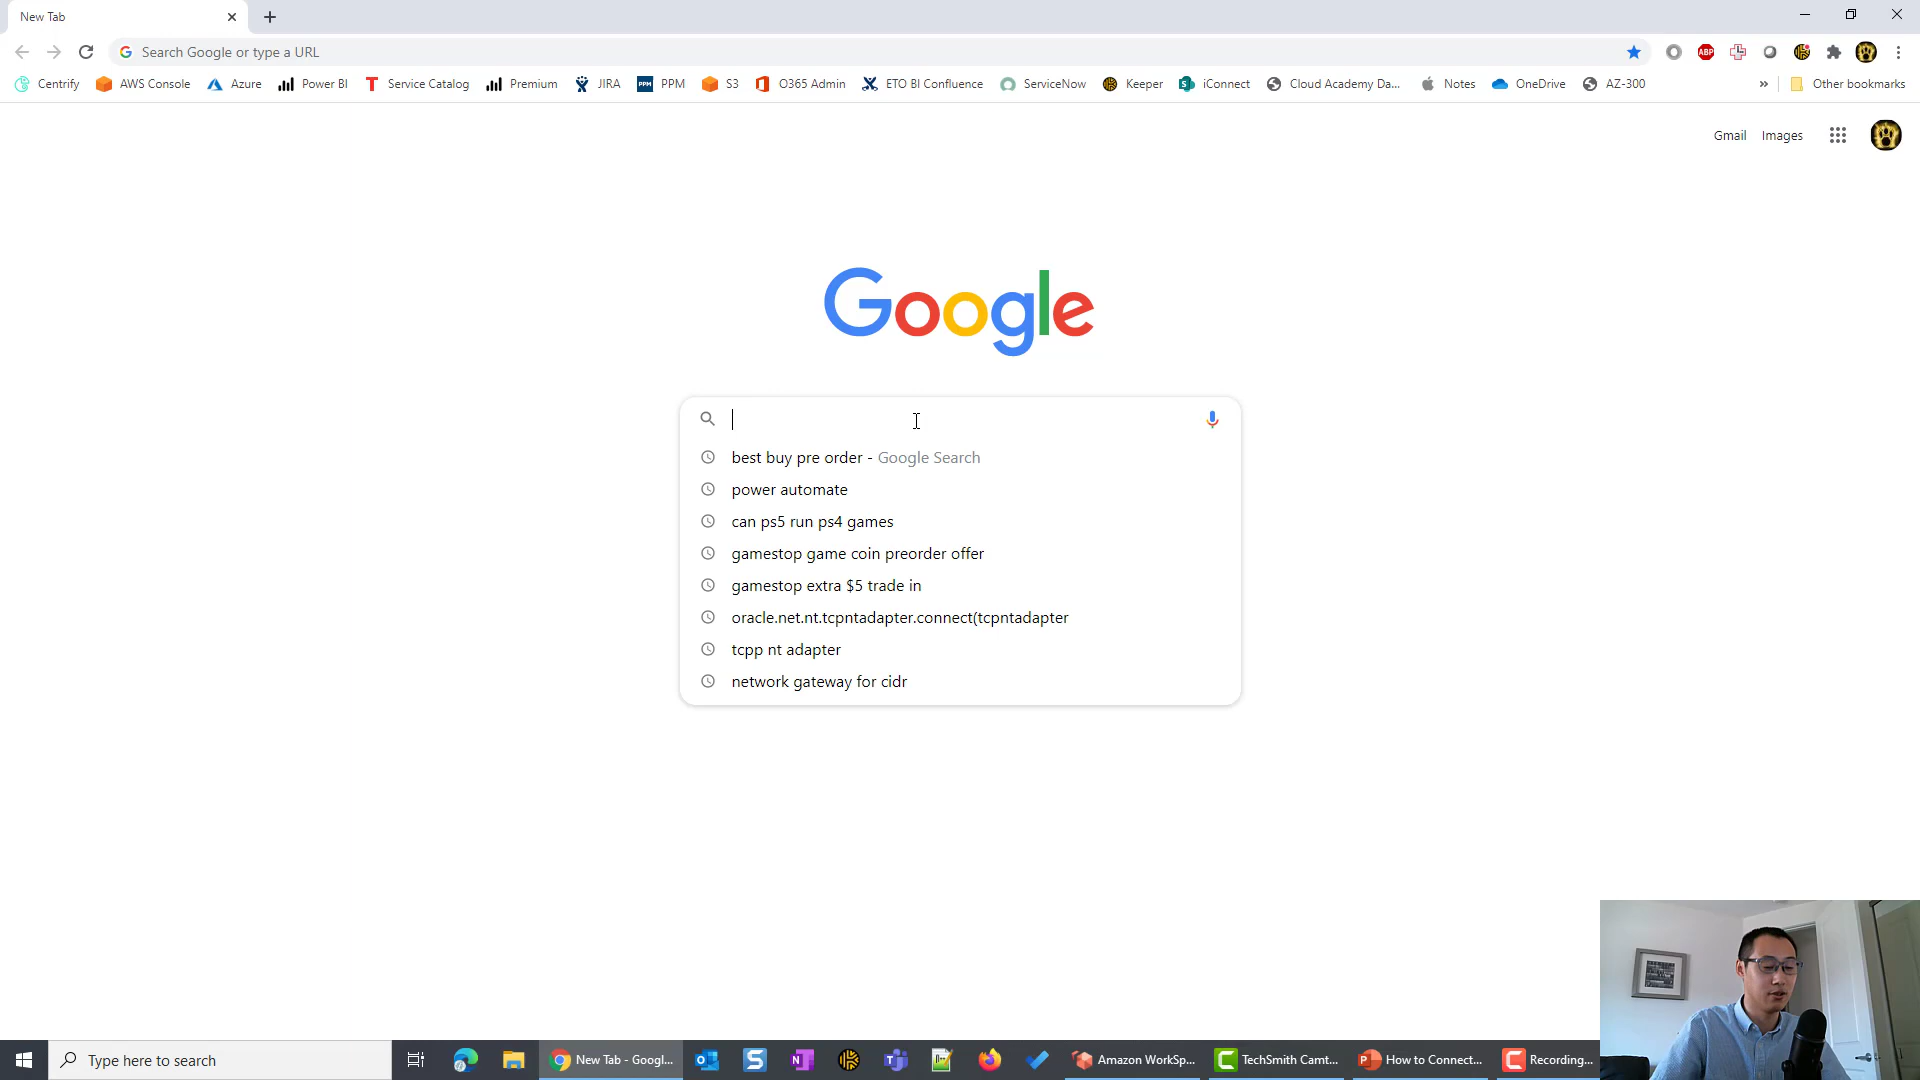 New Tab
Search Google or type a URL
ABP
Centrify AWS Console Azure Power BI Service Catalog Premium JIRA PPM PPM S3 O365 Admin ETO BI Confluence ServiceNow Keeper iConnect Cloud Academy Da... Notes OneDrive AZ-300 » Other bookmarks
Gmail Images
Google
best buy pre order - Google Search
power automate
can ps5 run ps4 games
gamestop game coin preorder offer
gamestop extra $5 trade in
oracle.net.nt.tcpntadapter.connect(tcpntadapter
tcpp nt adapter
network gateway for cidr
Type here to search New Tab - Googl... Amazon WorkSp... TechSmith Camt... How to Connect... Recording...